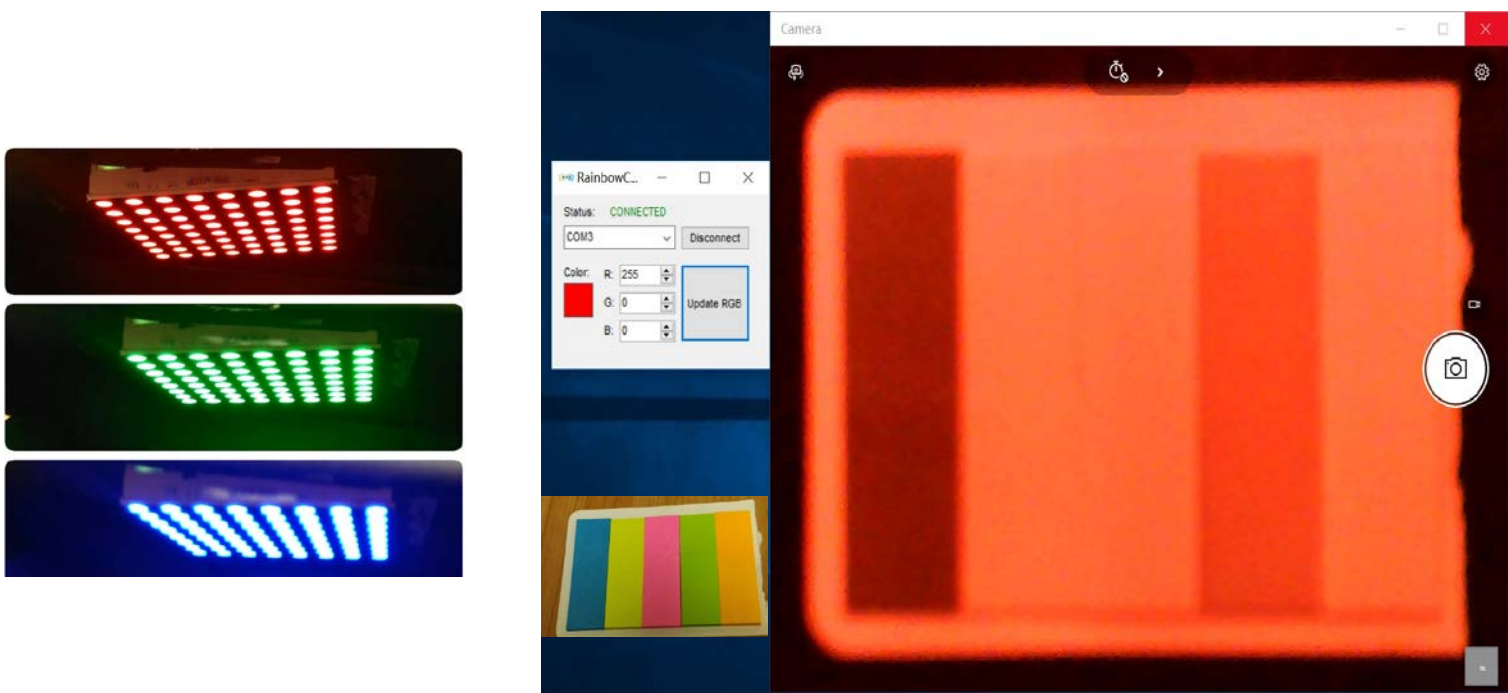 Camera
RainbowC...
Status: CONNECTED
COM3 Disconnect
Color: R: 255
G: 0 Update RGB
B: 0